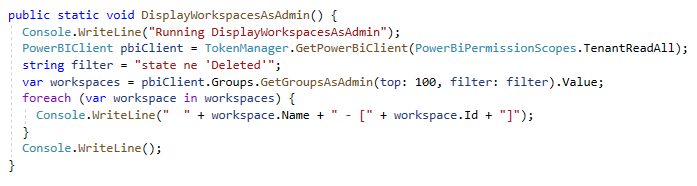 public static void DisplayWorkspacesAsAdmin() {
  Console.WriteLine("Running DisplayWorkspacesAsAdmin");
  PowerBIClient pbiClient = TokenManager.GetPowerBiClient(PowerBiPermissionScopes.TenantReadAll);
  string filter = "state ne 'Deleted'";
  var workspaces = pbiClient.Groups.GetGroupsAsAdmin(top: 100, filter: filter).Value;
  foreach (var workspace in workspaces) {
    Console.WriteLine("  " + workspace.Name + " - [" + workspace.Id + "]");
  }
  Console.WriteLine();
}